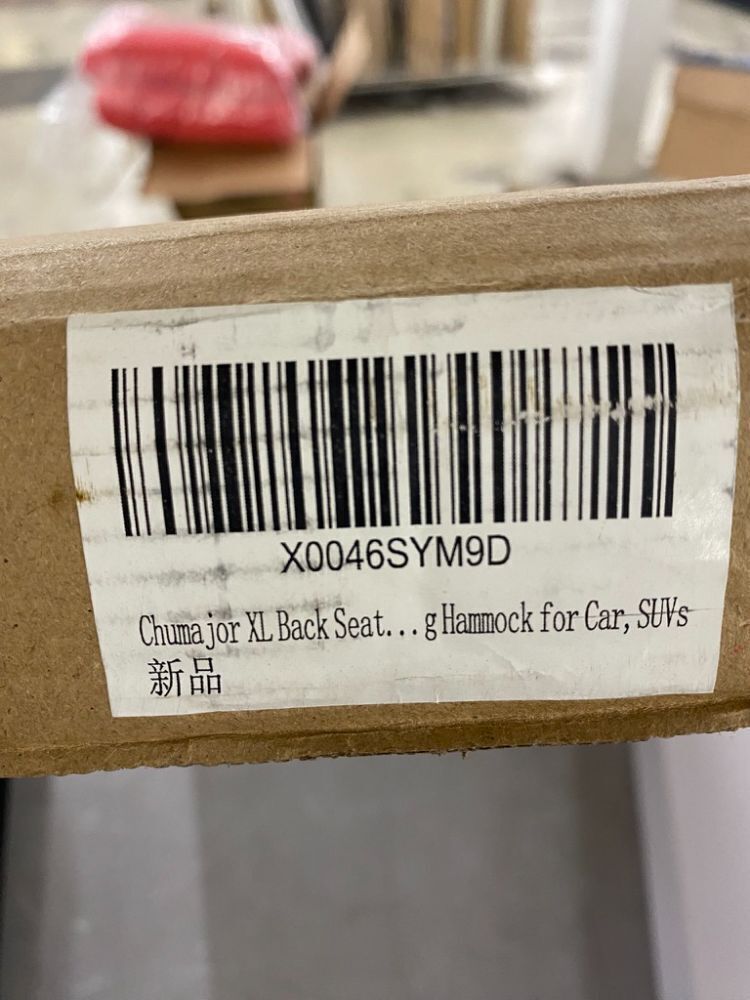 X0046SYM9D
Chumajor XL Back Seat...g Hammock for Car, SUVs
新品